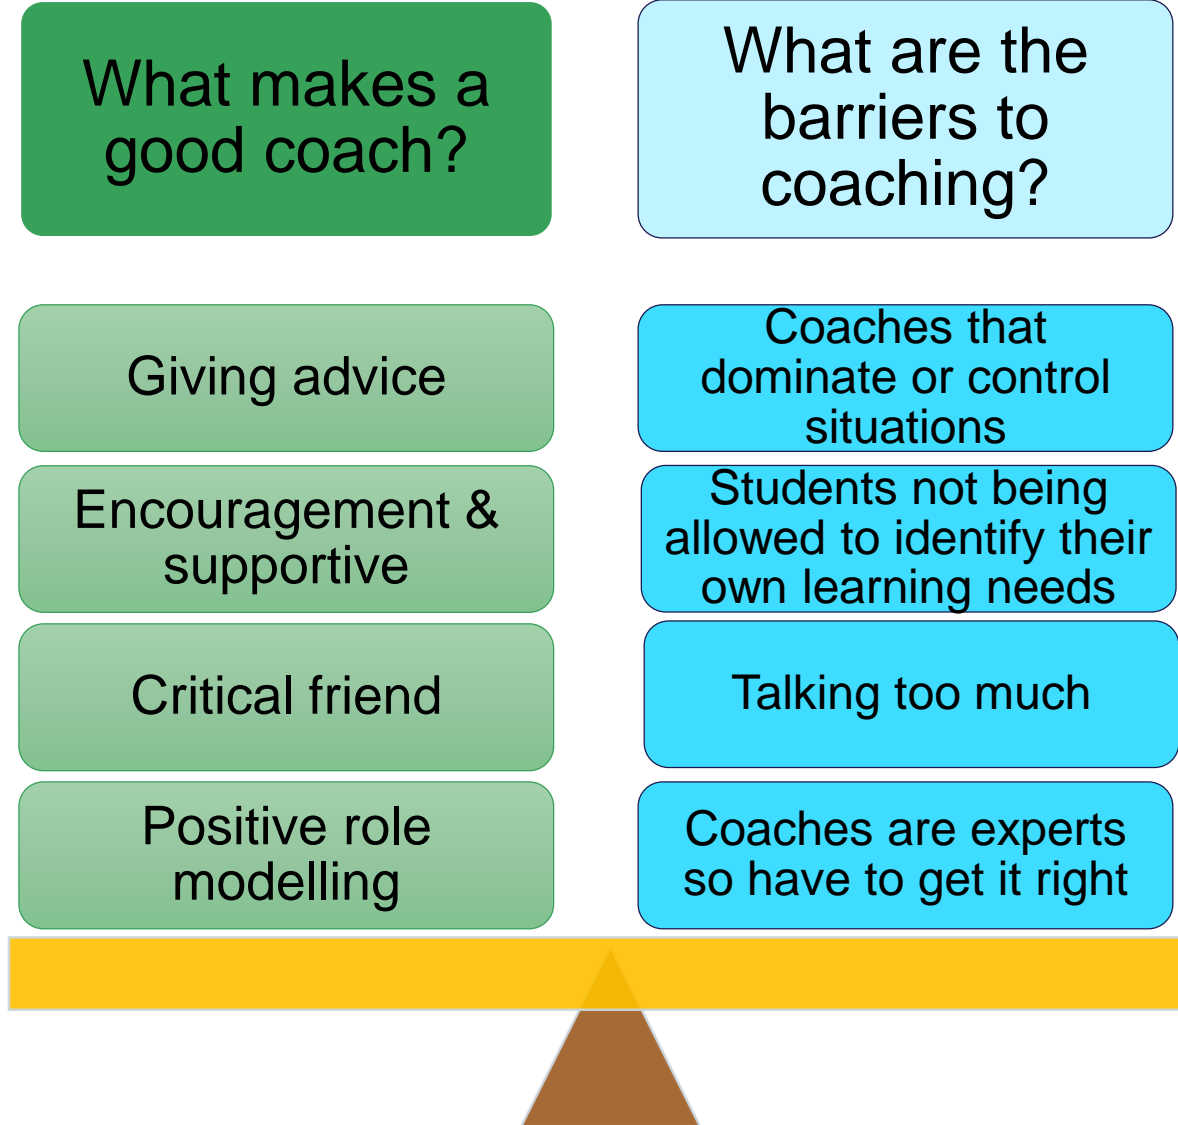 What makes a
good coach?
Giving advice
Encouragement &
supportive
Critical friend
Positive role
modelling
What are the
barriers to
coaching?
Coaches that
dominate or control
situations
Students not being
allowed to identify their
own learning needs
Talking too much
Coaches are experts
so have to get it right